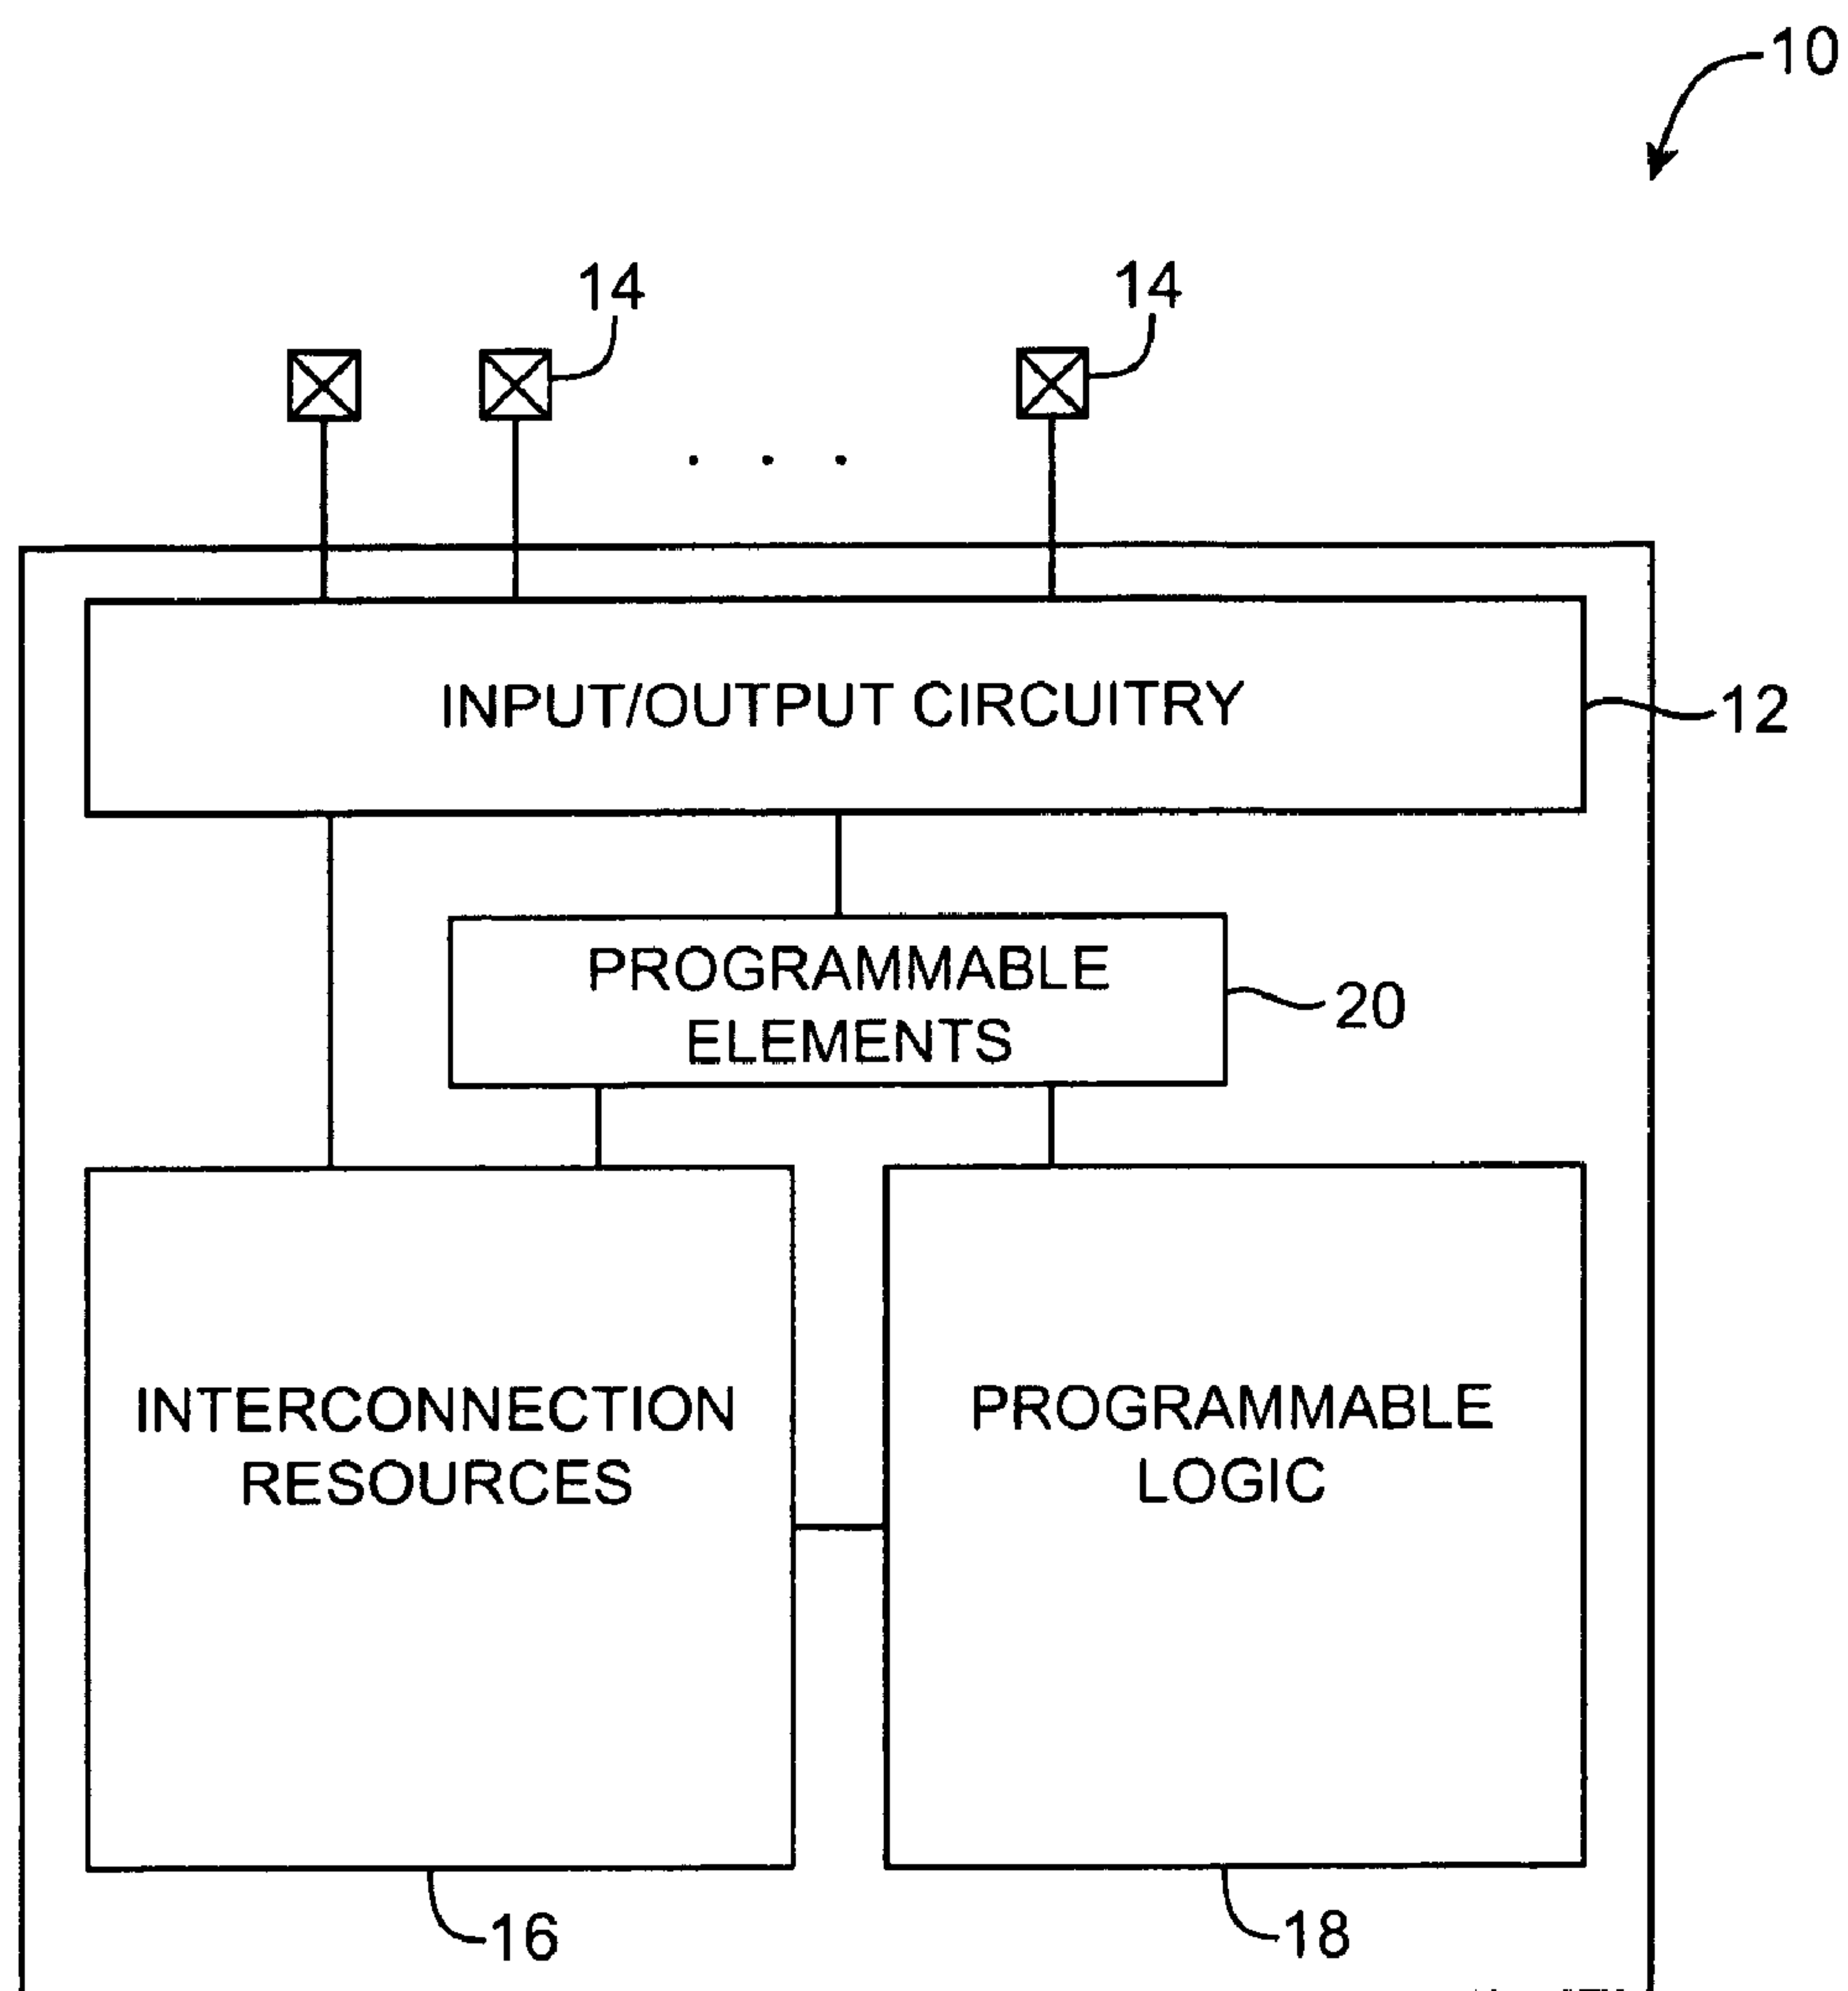 10
14
14
INPUT/OUTPUT CIRCUITRY
12
PROGRAMMABLE
ELEMENTS
20
INTERCONNECTION
RESOURCES
PROGRAMMABLE
LOGIC
16
18